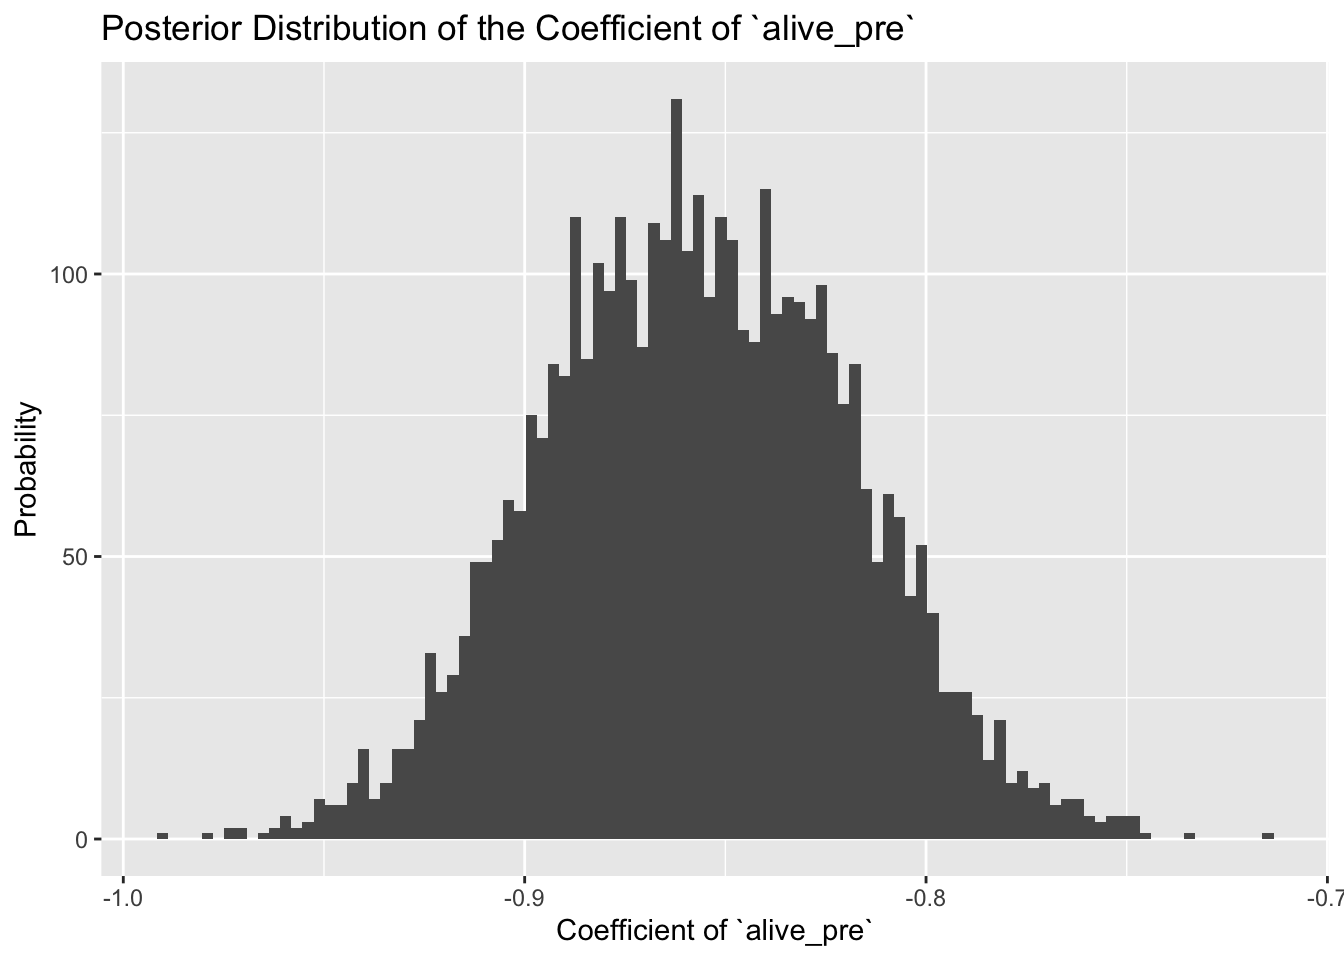 Posterior Distribution of the Coefficient of `alive_pre`
Probability
100
50
0
-1.0
-0.9
-0.8
-0.7
Coefficient of `alive_pre`